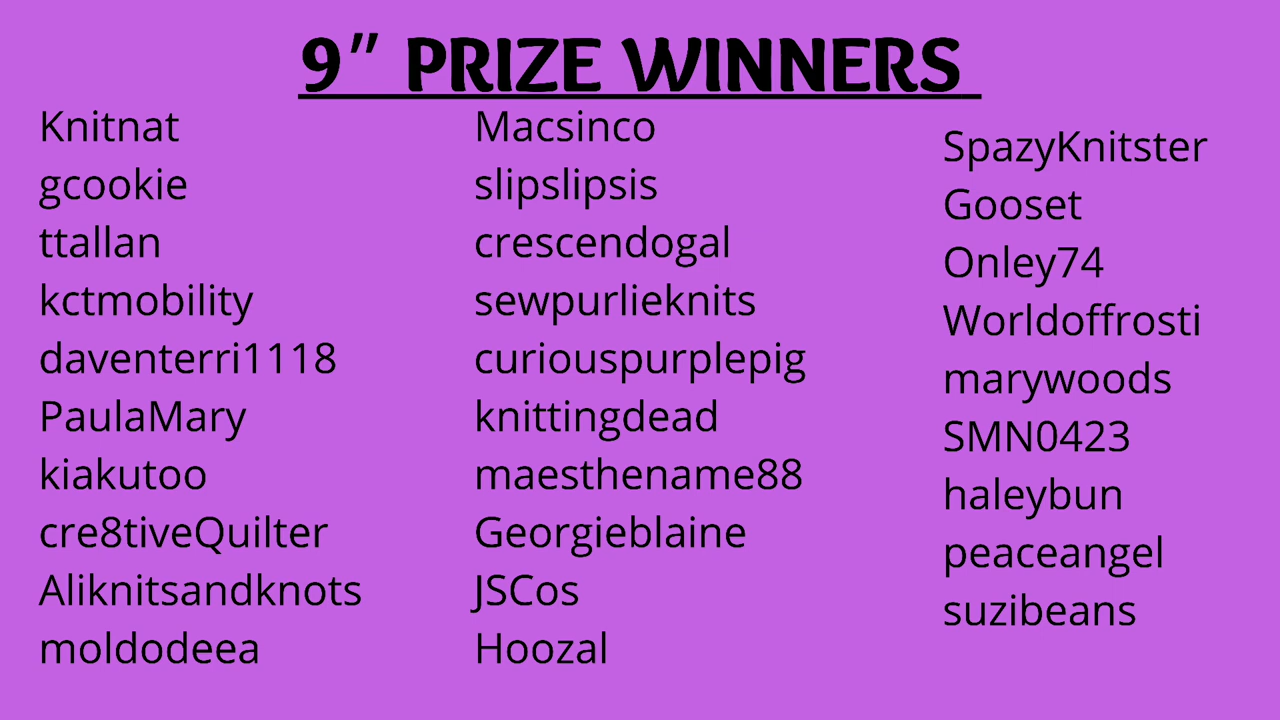 9” PRIZE WINNERS
Knitnat
gcookie
ttallan
kctmobility
daventerri1118
PaulaMary
kiakutoo
cre8tiveQuilter
Aliknitsandknots
moldodeea
Macsinco
slipslipsis
crescendogal
sewpurlieknits
curiouspurplepig
knittingdead
maesthename88
Georgieblaine
JSCos
Hoozal
SpazyKnitster
Gooset
Onley74
Worldoffrosti
marywoods
SMN0423
haleybun
peaceangel
suzibeans